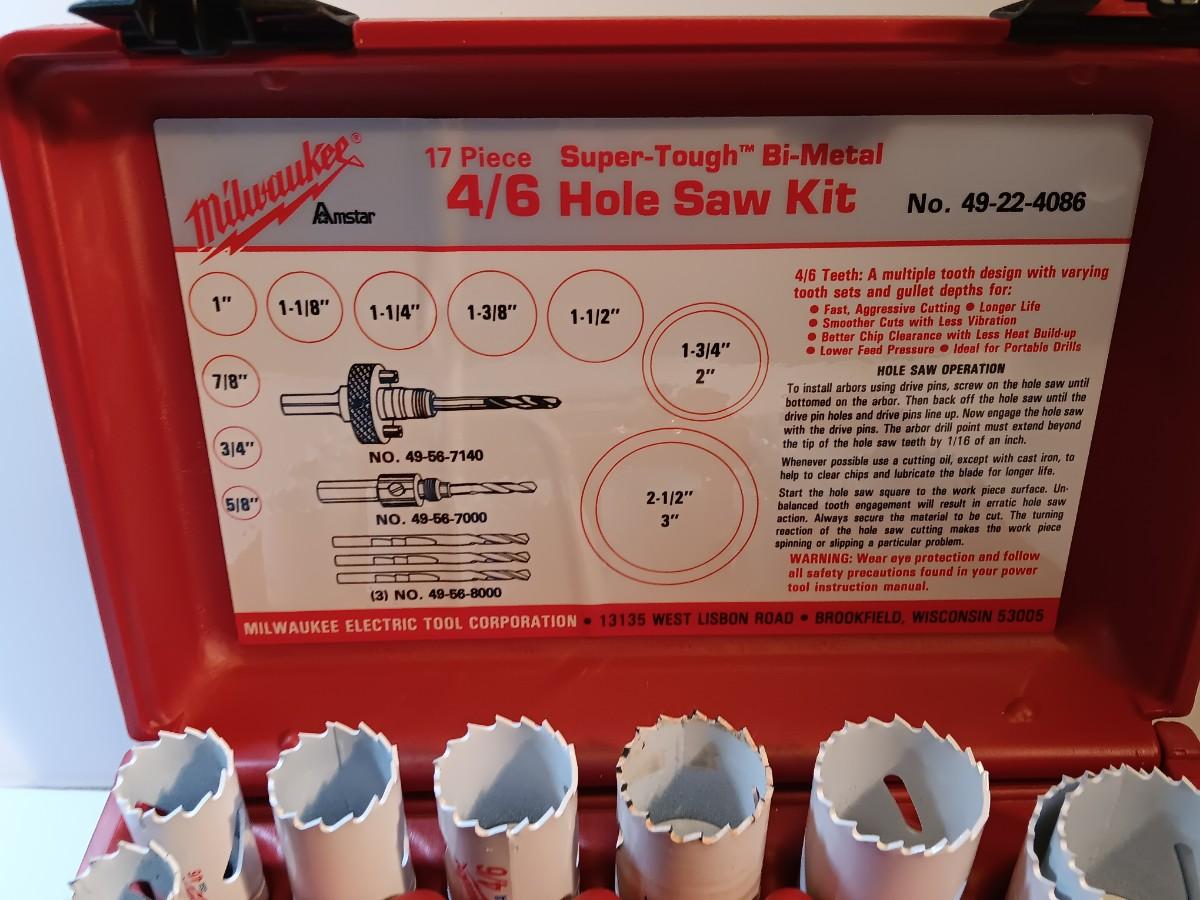 Milwaukee®
Amstar
17 Piece Super-Tough™ Bi-Metal
4/6 Hole Saw Kit
No. 49-22-4086
1"
1-1/8"
1-1/4"
1-3/8"
1-1/2"
1-3/4"
2"
7/8"
3/4"
5/8"
NO. 49-56-7140
NO. 49-56-7000
(3) NO. 49-56-8000
2-1/2"
3"
4/6 Teeth: A multiple tooth design with varying
tooth sets and gullet depths for:
● Fast, Aggressive Cutting ● Longer Life
● Smoother Cuts with Less Vibration
● Better Chip Clearance with Less Heat Build-up
● Lower Feed Pressure ● Ideal for Portable Drills
HOLE SAW OPERATION
To install arbors using drive pins, screw on the hole saw until
bottomed on the arbor. Then back off the hole saw until the
drive pin holes and drive pins line up. Now engage the hole saw
with the drive pins. The arbor drill point must extend beyond
the tip of the hole saw teeth by 1/16 of an inch.
Whenever possible use a cutting oil, except with cast iron, to
help to clear chips and lubricate the blade for longer life.
Start the hole saw square to the work piece surface. Un-
balanced tooth engagement will result in erratic hole saw
action. Always secure the material to be cut. The turning
reaction of the hole saw cutting makes the work piece
spinning or slipping a particular problem.
WARNING: Wear eye protection and follow
all safety precautions found in your power
tool instruction manual.
MILWAUKEE ELECTRIC TOOL CORPORATION • 13135 WEST LISBON ROAD • BROOKFIELD, WISCONSIN 53005
4/6